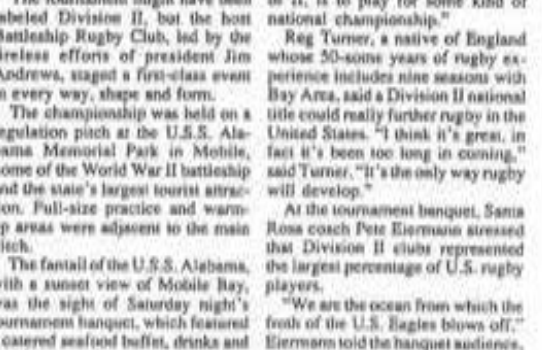 The tournament might have been
labeled Division II, but the host
Battleship Rugby Club, led by the
tireless efforts of president Jim
Andrews, staged a first-class event
in every way, shape and form.
The championship was held on a
regulation pitch at the U.S.S. Ala-
bama Memorial Park in Mobile,
home of the World War II battleship
and the state's largest tourist attrac-
tion. Full-size practice and warm-
up areas were adjacent to the main
pitch.
The fantail of the U.S.S. Alabama,
with a sunset view of Mobile Bay,
was the sight of Saturday night's
tournament banquet, which featured
catered seafood buffet, drinks and
of it, is to play for some kind of
national championship."
Reg Turner, a native of England
whose 50-some years of rugby ex-
perience includes nine seasons with
Bay Area, said a Division II national
title could really further rugby in the
United States. "I think it's great, in
fact it's been too long in coming,"
said Turner. "It's the only way rugby
will develop."
At the tournament banquet, Santa
Rosa coach Pete Eiermann stressed
that Division II clubs represented
the largest percentage of U.S. rugby
players.
"We are the ocean from which the
froth of the U.S. Eagles blows off,"
Eiermann told the banquet audience.